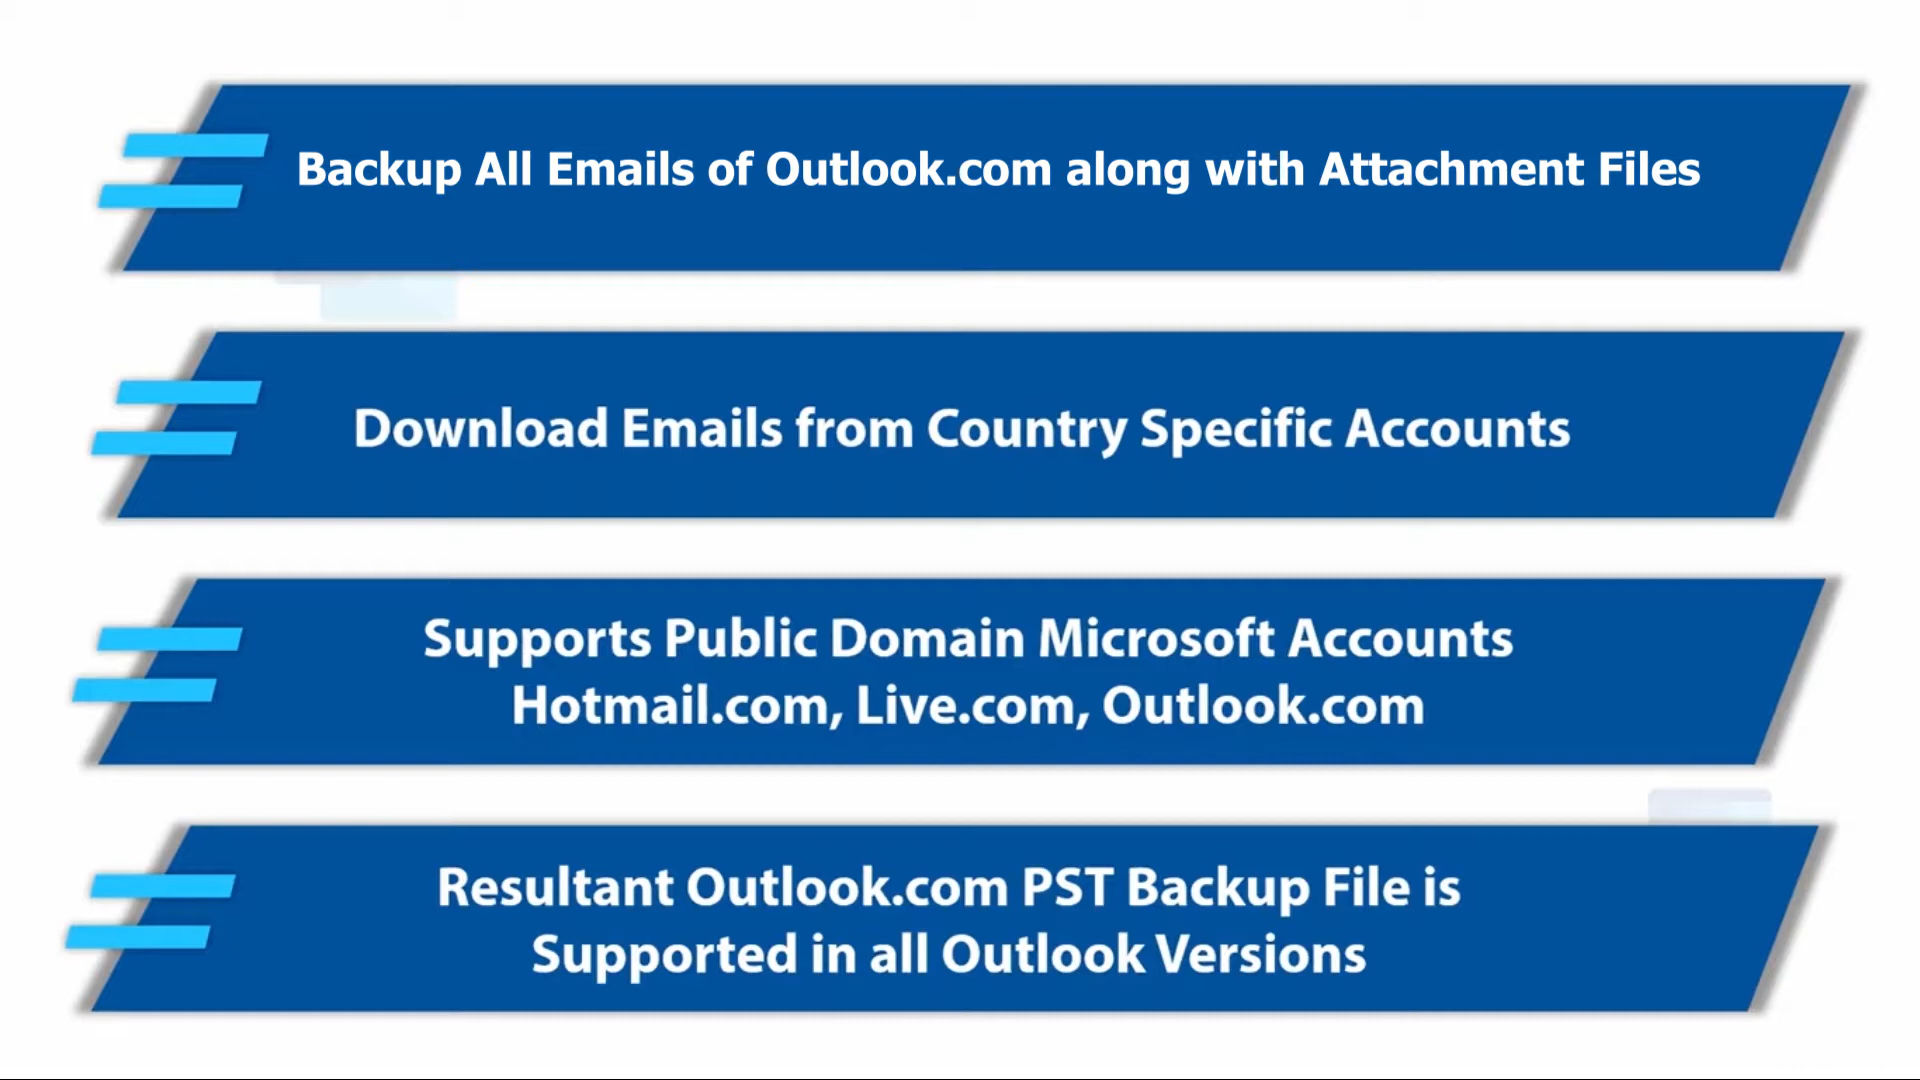 Backup All Emails of Outlook.com along with Attachment Files
Download Emails from Country Specific Accounts
Supports Public Domain Microsoft Accounts
Hotmail.com, Live.com, Outlook.com
Resultant Outlook.com PST Backup File is
Supported in all Outlook Versions